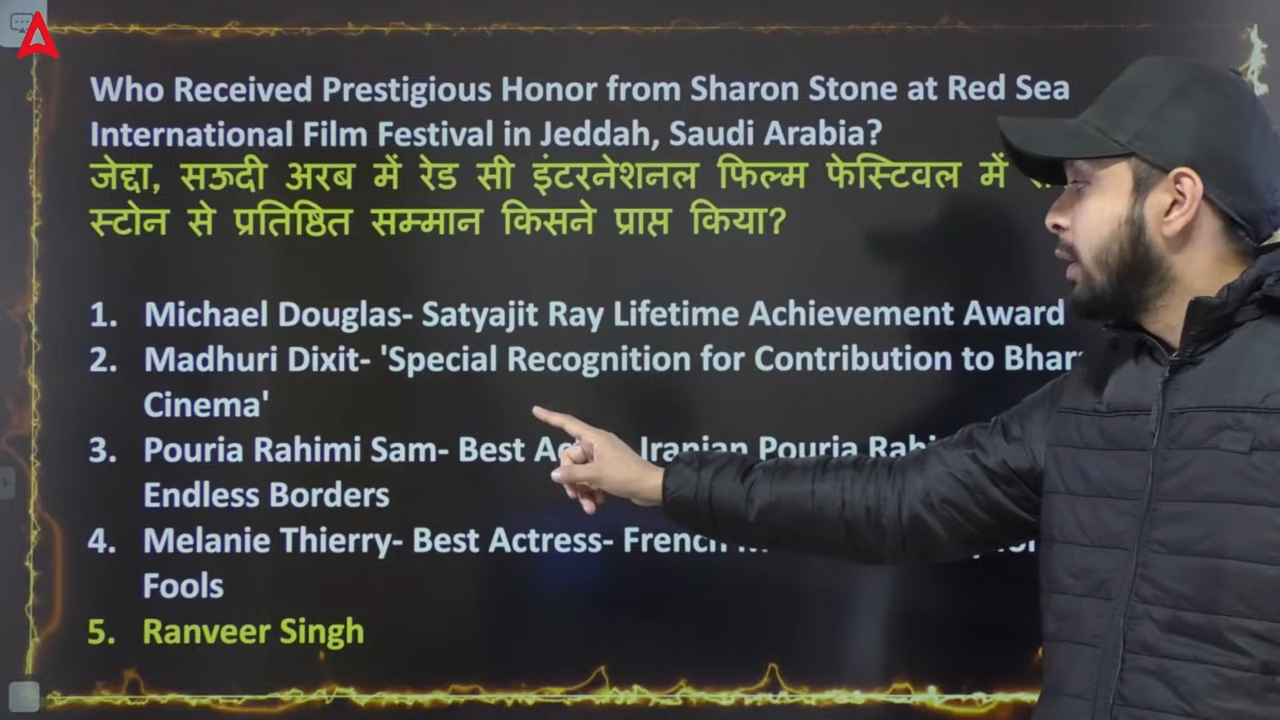 Who Received Prestigious Honor from Sharon Stone at Red Sea
International Film Festival in Jeddah, Saudi Arabia?
जेद्दा, सऊदी अरब में रेड सी इंटरनेशनल फिल्म फेस्टिवल में
स्टोन से प्रतिष्ठित सम्मान किसने प्राप्त किया?
1. Michael Douglas- Satyajit Ray Lifetime Achievement Award
2. Madhuri Dixit- 'Special Recognition for Contribution to
Cinema'
3. Pouria Rahimi Sam- Best Iranian Pouria
Endless Borders
4. Melanie Thierry- Best Actress- French
Fools
5. Ranveer Singh